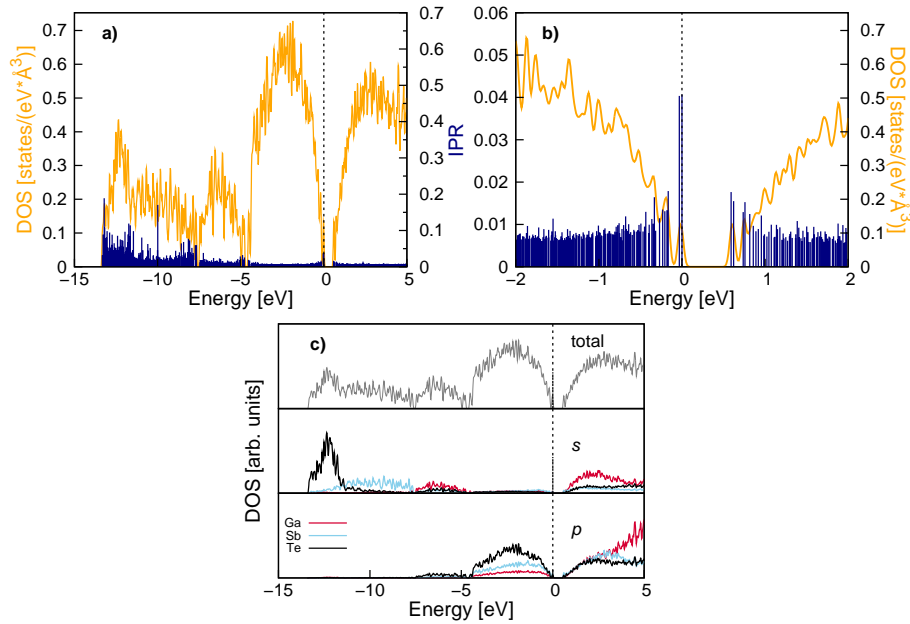 a)
0.7
0.6
0.5
0.4
0.3
0.2
0.1
0
DOS [states/(eV*Å^3)]
0.7
0.6
0.5
0.4
0.3
0.2
0.1
0
IPR
−15 −10 −5 0 5
Energy [eV]
b)
0.06
0.05
0.04
0.03
0.02
0.01
0
0.7
0.6
0.5
0.4
0.3
0.2
0.1
0
DOS [states/(eV*Å^3)]
−2 −1 0 1 2
Energy [eV]
c)
total
s
p
Ga
Sb
Te
DOS [arb. units]
−15 −10 −5 0 5
Energy [eV]